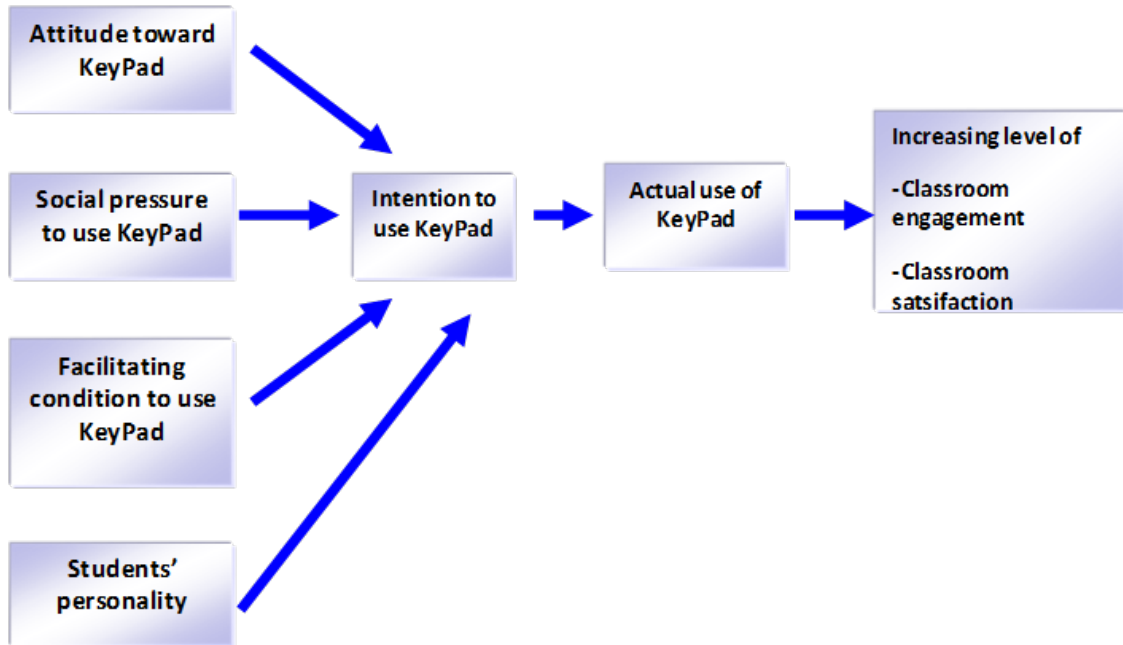 Attitude toward
KeyPad
Social pressure
to use KeyPad
Facilitating
condition to use
KeyPad
Students’
personality
Intention to
use KeyPad
Actual use of
KeyPad
Increasing level of
-Classroom
engagement
-Classroom
satsifaction